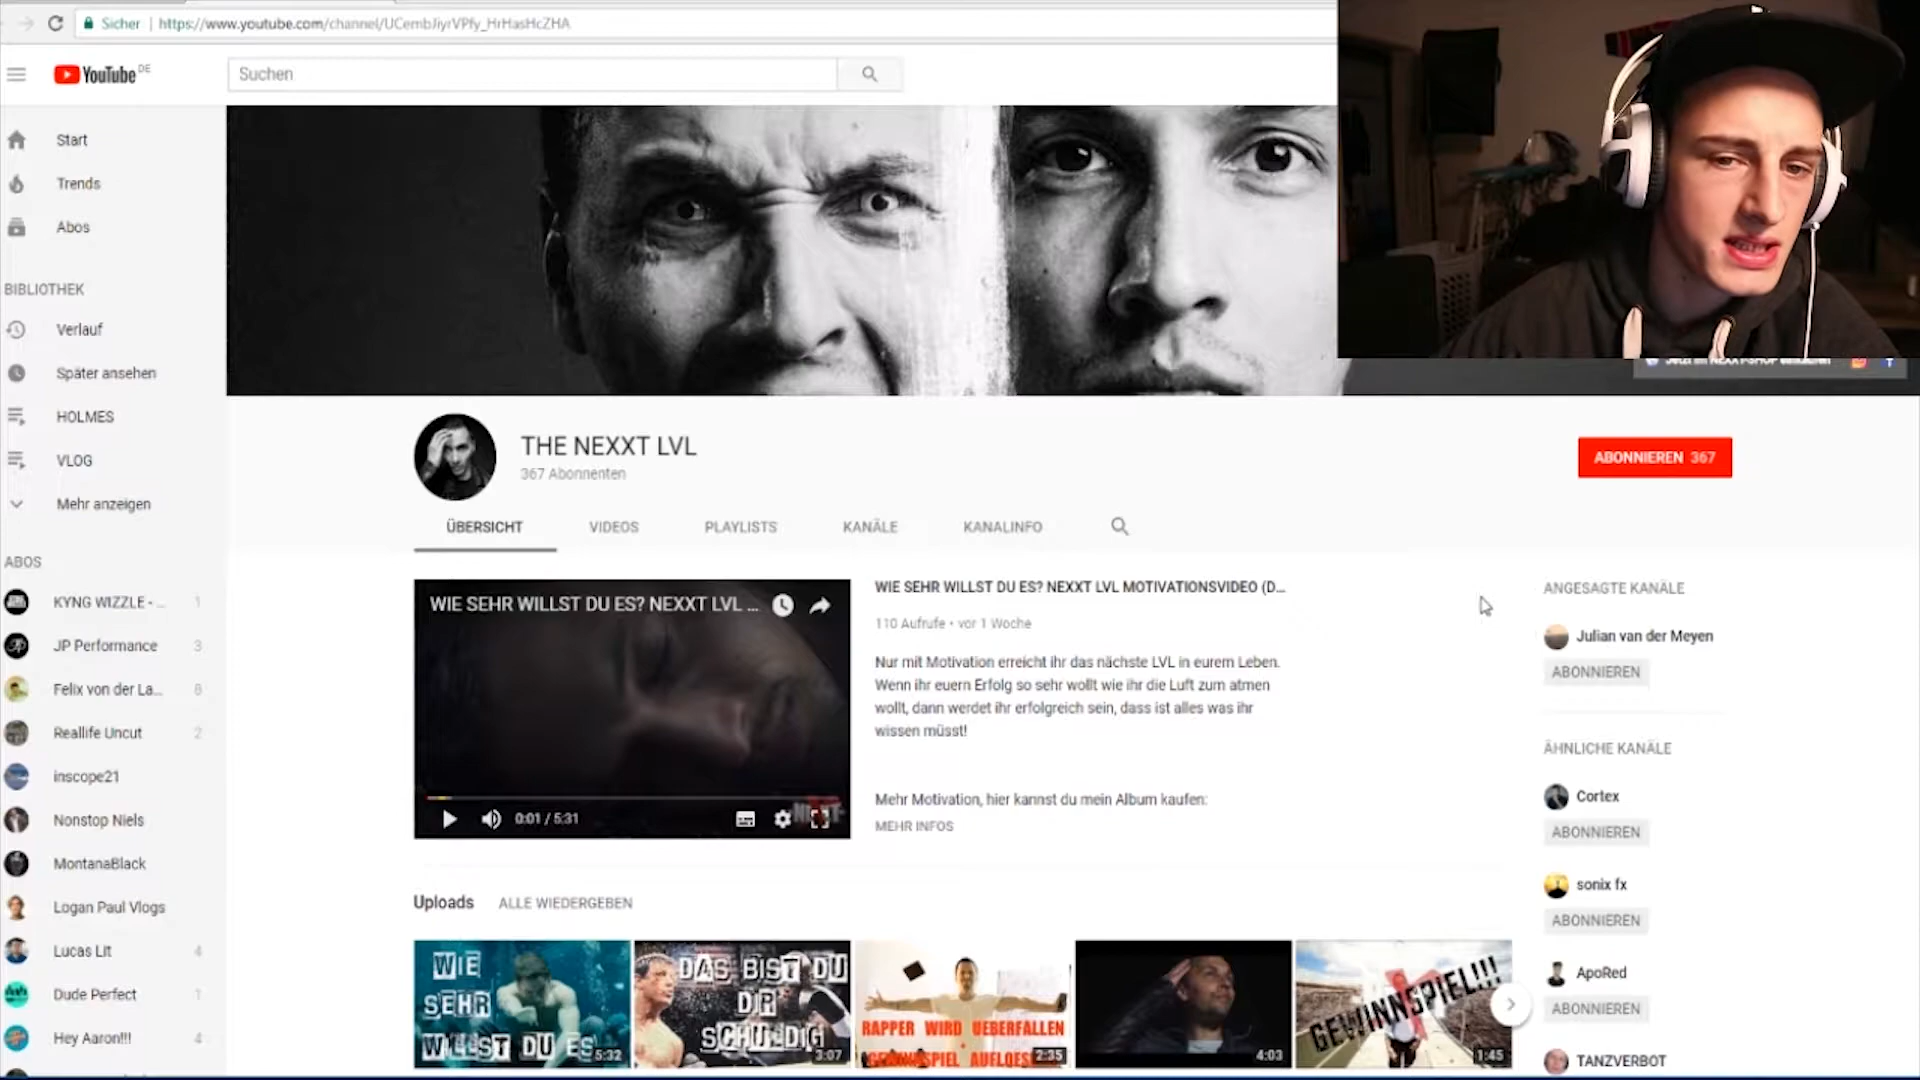 Sicher | https://www.youtube.com/channel/UCembJiyrVPfy_HrHasHcZHA
YouTube DE
Suchen
Start
Trends
Abos
BIBLIOTHEK
Verlauf
Später ansehen
HOLMES
VLOG
Mehr anzeigen
ABOS
KYNG WIZZLE - ... 1
JP Performance 3
Felix von der La... 8
Reallife Uncut 2
inscope21
Nonstop Niels
MontanaBlack
Logan Paul Vlogs
Lucas Lit 4
Dude Perfect 1
Hey Aaron!!! 4
THE NEXXT LVL
367 Abonnenten
ABONNIEREN 367
ÜBERSICHT VIDEOS PLAYLISTS KANÄLE KANALINFO
WIE SEHR WILLST DU ES? NEXXT LVL ...
0:01 / 5:31
WIE SEHR WILLST DU ES? NEXXT LVL MOTIVATIONSVIDEO (D...
110 Aufrufe • vor 1 Woche
Nur mit Motivation erreicht ihr das nächste LVL in eurem Leben.
Wenn ihr euern Erfolg so sehr wollt wie ihr die Luft zum atmen
wollt, dann werdet ihr erfolgreich sein, dass ist alles was ihr
wissen müsst!
Mehr Motivation, hier kannst du mein Album kaufen:
MEHR INFOS
Uploads ALLE WIEDERGEBEN
WIE
SEHR
WILLST DU ES
5:32
DAS BIST DU
DIR
SCHULDIG
3:07
RAPPER WIRD UEBERFALLEN
2:35
4:03
GEWINNSPIEL!!!
1:45
ANGESAGTE KANÄLE
Julian van der Meyen
ABONNIEREN
ÄHNLICHE KANÄLE
Cortex
ABONNIEREN
sonix fx
ABONNIEREN
ApoRed
ABONNIEREN
TANZVERBOT